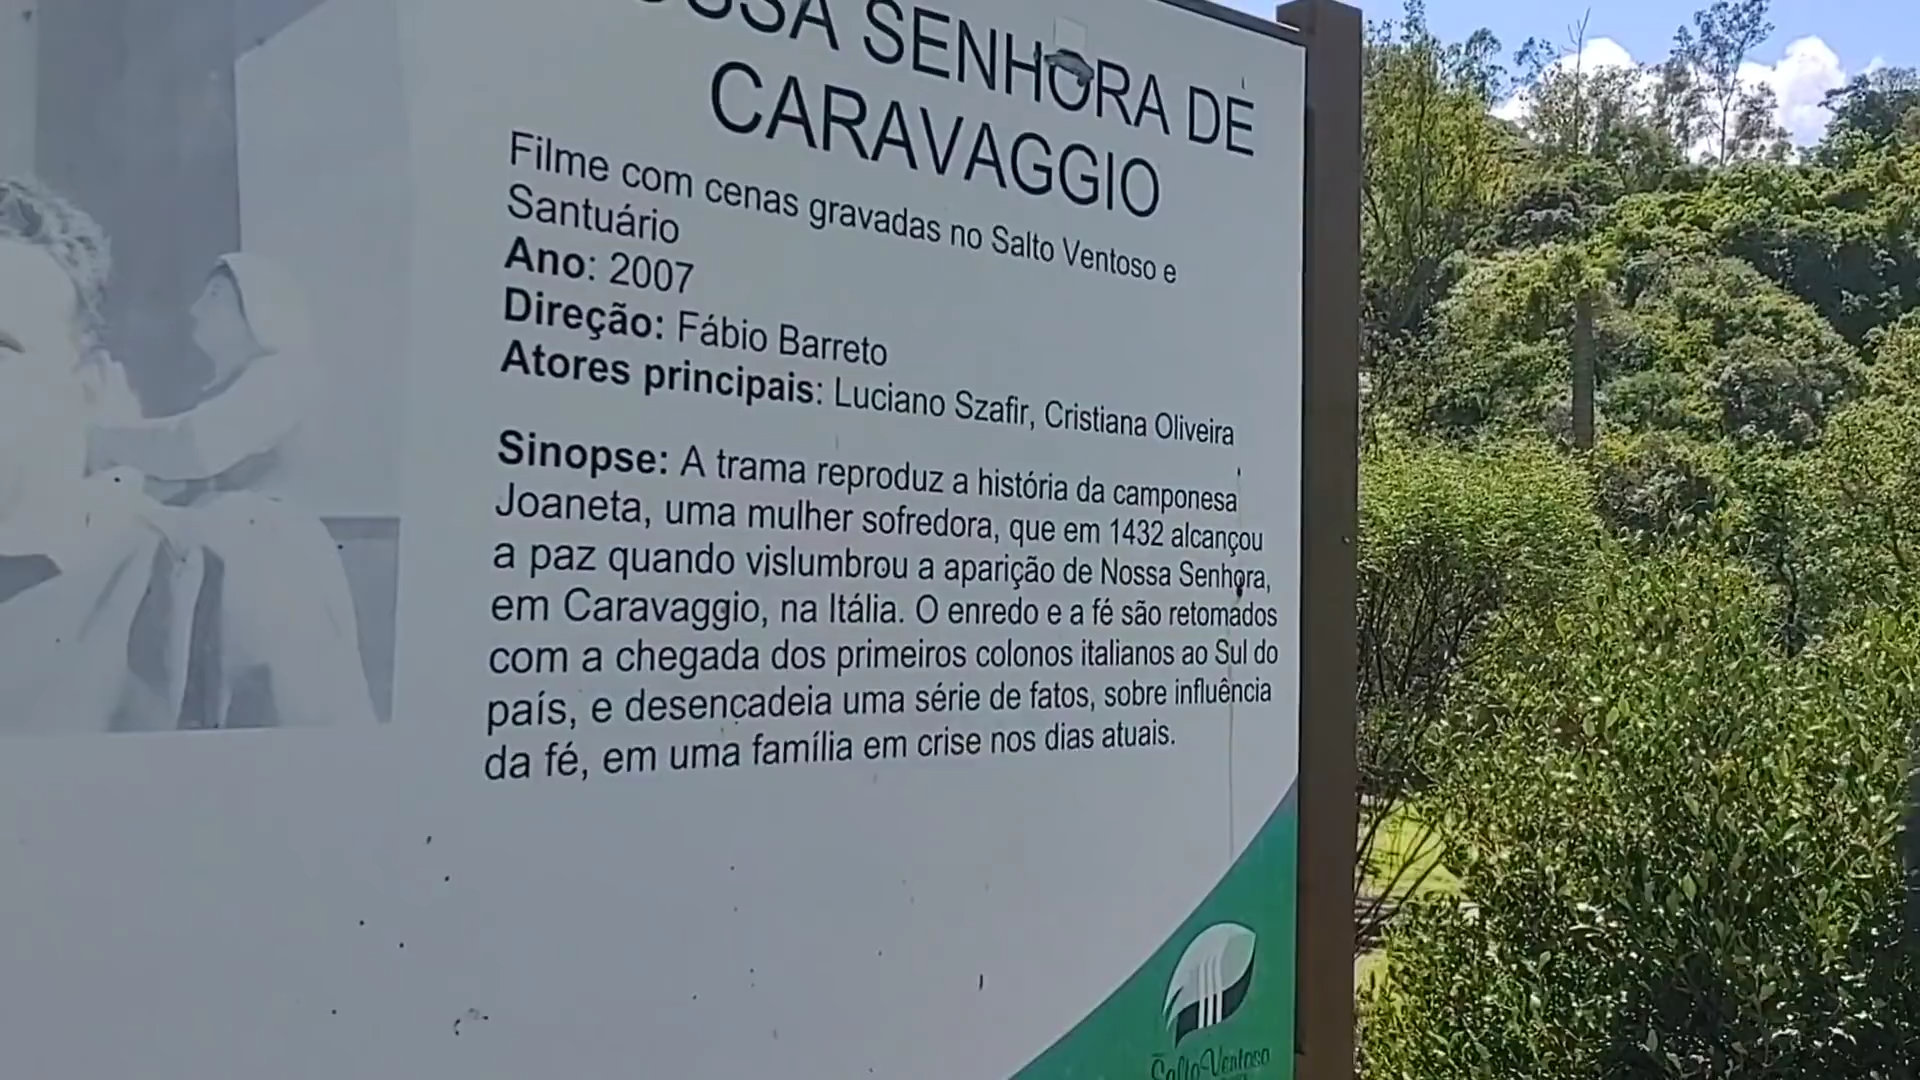 SENHORA DE
CARAVAGGIO
Filme com cenas gravadas no Salto Ventoso e
Santuário
Ano: 2007
Direção: Fábio Barreto
Atores principais: Luciano Szafir, Cristiana Oliveira
Sinopse: A trama reproduz a história da camponesa
Joaneta, uma mulher sofredora, que em 1432 alcançou
a paz quando vislumbrou a aparição de Nossa Senhora,
em Caravaggio, na Itália. O enredo e a fé são retomados
com a chegada dos primeiros colonos italianos ao Sul do
país, e desencadeia uma série de fatos, sobre influência
da fé, em uma família em crise nos dias atuais.
Salto Ventoso